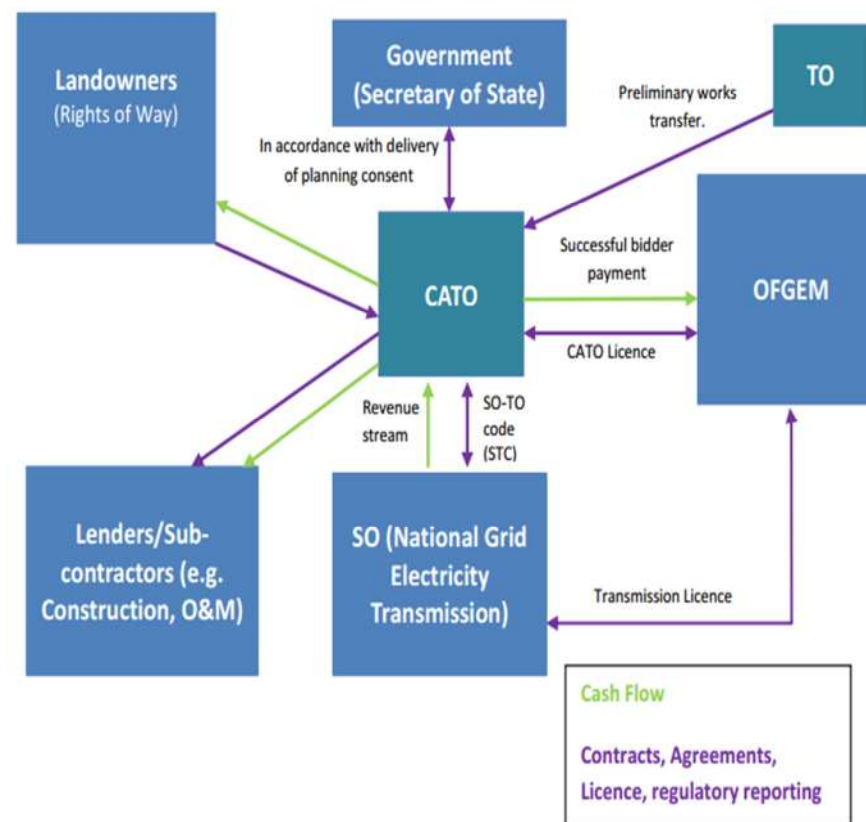 Landowners
(Rights of Way)
Government
(Secretary of State)
TO
Preliminary works
transfer.
In accordance with delivery
of planning consent
CATO
Successful bidder
payment
OFGEM
CATO Licence
Revenue
stream
SO-TO
code
(STC)
Lenders/Sub-
contractors (e.g.
Construction, O&M)
SO (National Grid
Electricity
Transmission)
Transmission Licence
Cash Flow
Contracts, Agreements,
Licence, regulatory reporting